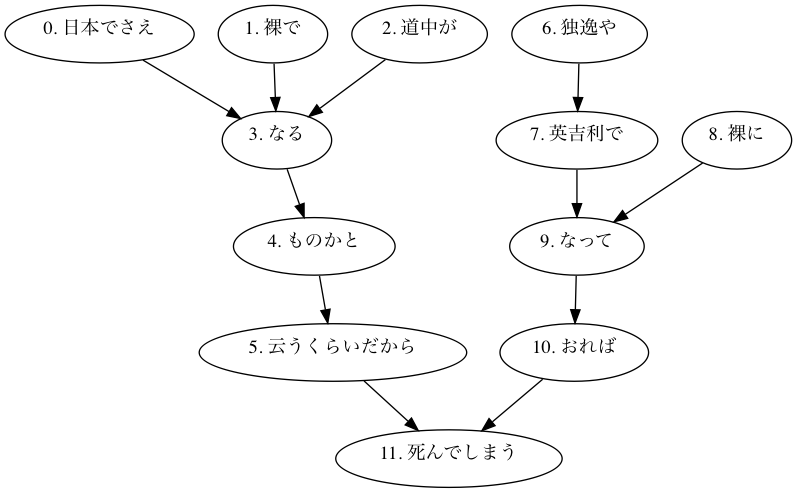 0. 日本でさえ
1. 裸で
2. 道中が
6. 独逸や
3. なる
7. 英吉利で
8. 裸に
4. ものかと
9. なって
5. 云うくらいだから
10. おれば
11. 死んでしまう